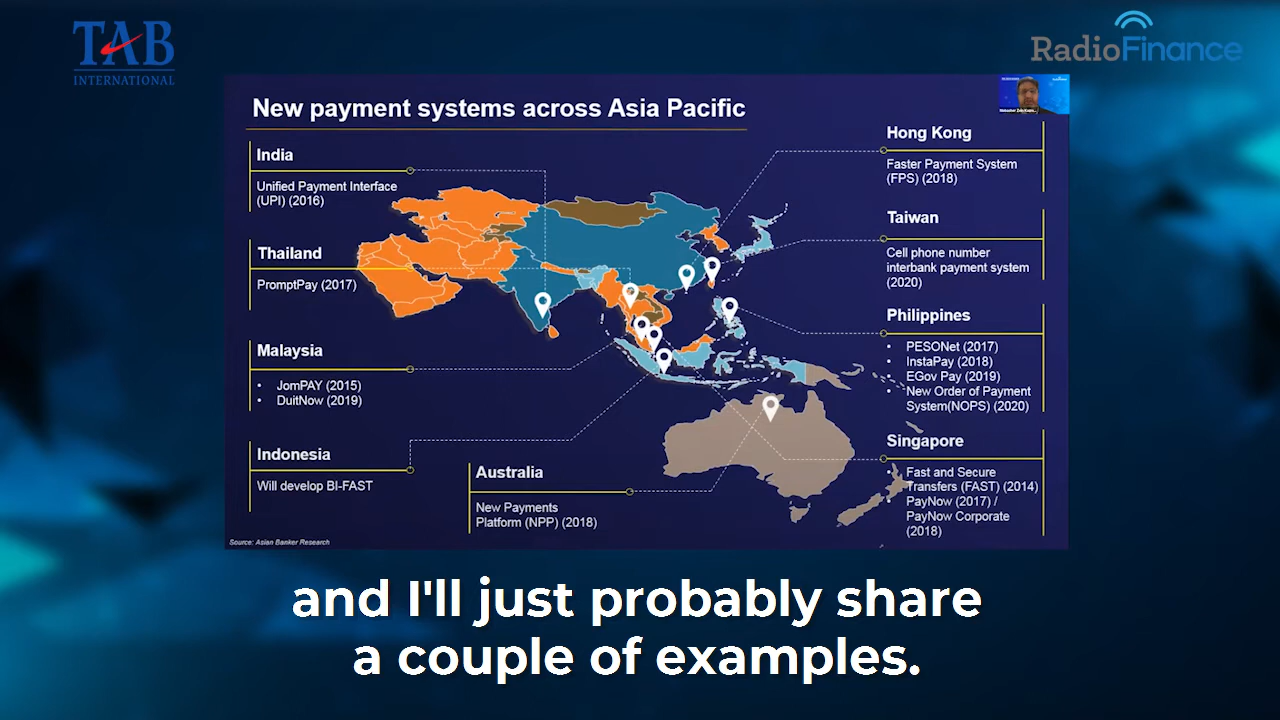 TAB
INTERNATIONAL
RadioFinance
New payment systems across Asia Pacific
India
Unified Payment Interface
(UPI) (2016)
Thailand
PromptPay (2017)
Malaysia
• JomPAY (2015)
• DuitNow (2019)
Indonesia
Will develop BI-FAST
Australia
New Payments
Platform (NPP) (2018)
Hong Kong
Faster Payment System
(FPS) (2018)
Taiwan
Cell phone number
interbank payment system
(2020)
Philippines
• PESONet (2017)
• InstaPay (2018)
• EGov Pay (2019)
• New Order of Payment
System(NOPS) (2020)
Singapore
• Fast and Secure
Transfers (FAST) (2014)
• PayNow (2017) /
PayNow Corporate
(2018)
Source: Asian Banker Research
and I'll just probably share
a couple of examples.